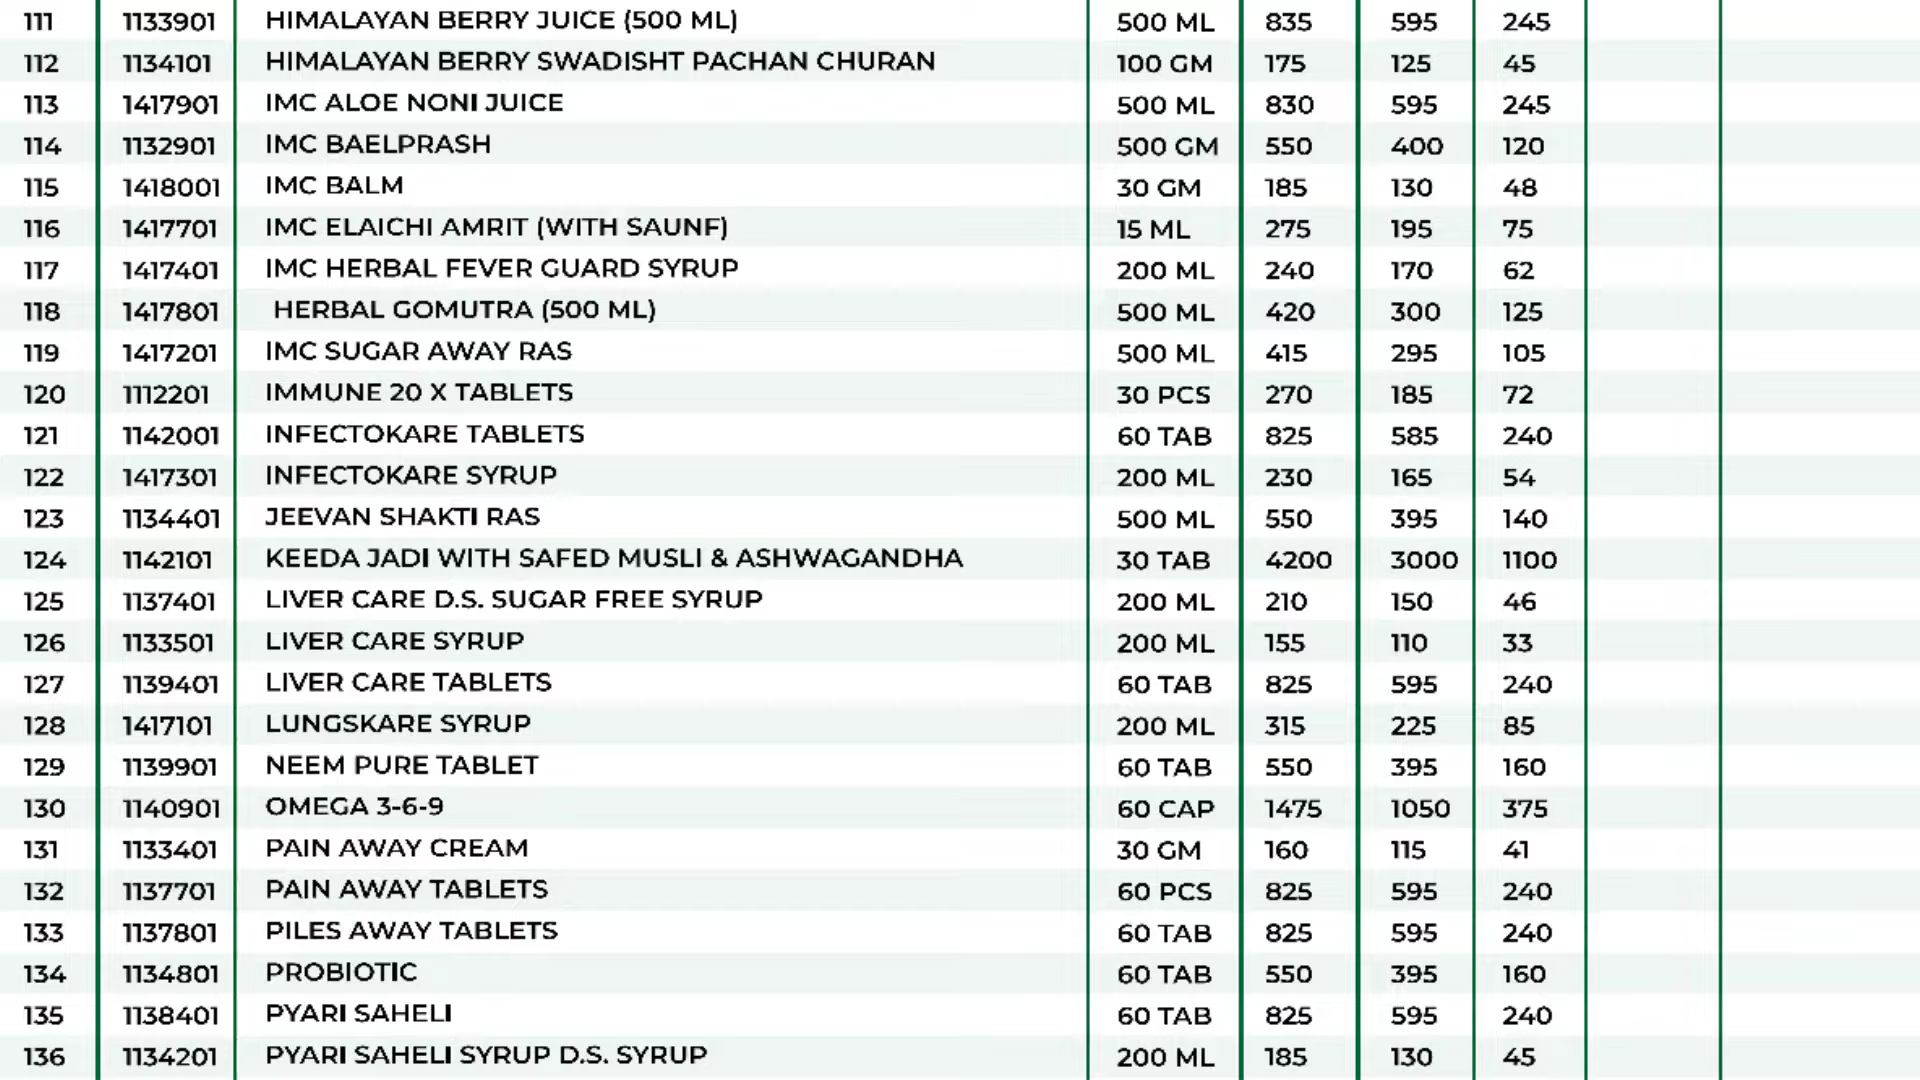 111 1133901 HIMALAYAN BERRY JUICE (500 ML) 500 ML 835 595 245
112 1134101 HIMALAYAN BERRY SWADISHT PACHAN CHURAN 100 GM 175 125 45
113 1417901 IMC ALOE NONI JUICE 500 ML 830 595 245
114 1132901 IMC BAELPRASH 500 GM 550 400 120
115 1418001 IMC BALM 30 GM 185 130 48
116 1417701 IMC ELAICHI AMRIT (WITH SAUNF) 15 ML 275 195 75
117 1417401 IMC HERBAL FEVER GUARD SYRUP 200 ML 240 170 62
118 1417801 HERBAL GOMUTRA (500 ML) 500 ML 420 300 125
119 1417201 IMC SUGAR AWAY RAS 500 ML 415 295 105
120 1112201 IMMUNE 20 X TABLETS 30 PCS 270 185 72
121 1142001 INFECTOKARE TABLETS 60 TAB 825 585 240
122 1417301 INFECTOKARE SYRUP 200 ML 230 165 54
123 1134401 JEEVAN SHAKTI RAS 500 ML 550 395 140
124 1142101 KEEDA JADI WITH SAFED MUSLI & ASHWAGANDHA 30 TAB 4200 3000 1100
125 1137401 LIVER CARE D.S. SUGAR FREE SYRUP 200 ML 210 150 46
126 1133501 LIVER CARE SYRUP 200 ML 155 110 33
127 1139401 LIVER CARE TABLETS 60 TAB 825 595 240
128 1417101 LUNGSKARE SYRUP 200 ML 315 225 85
129 1139901 NEEM PURE TABLET 60 TAB 550 395 160
130 1140901 OMEGA 3-6-9 60 CAP 1475 1050 375
131 1133401 PAIN AWAY CREAM 30 GM 160 115 41
132 1137701 PAIN AWAY TABLETS 60 PCS 825 595 240
133 1137801 PILES AWAY TABLETS 60 TAB 825 595 240
134 1134801 PROBIOTIC 60 TAB 550 395 160
135 1138401 PYARI SAHELI 60 TAB 825 595 240
136 1134201 PYARI SAHELI SYRUP D.S. SYRUP 200 ML 185 130 45